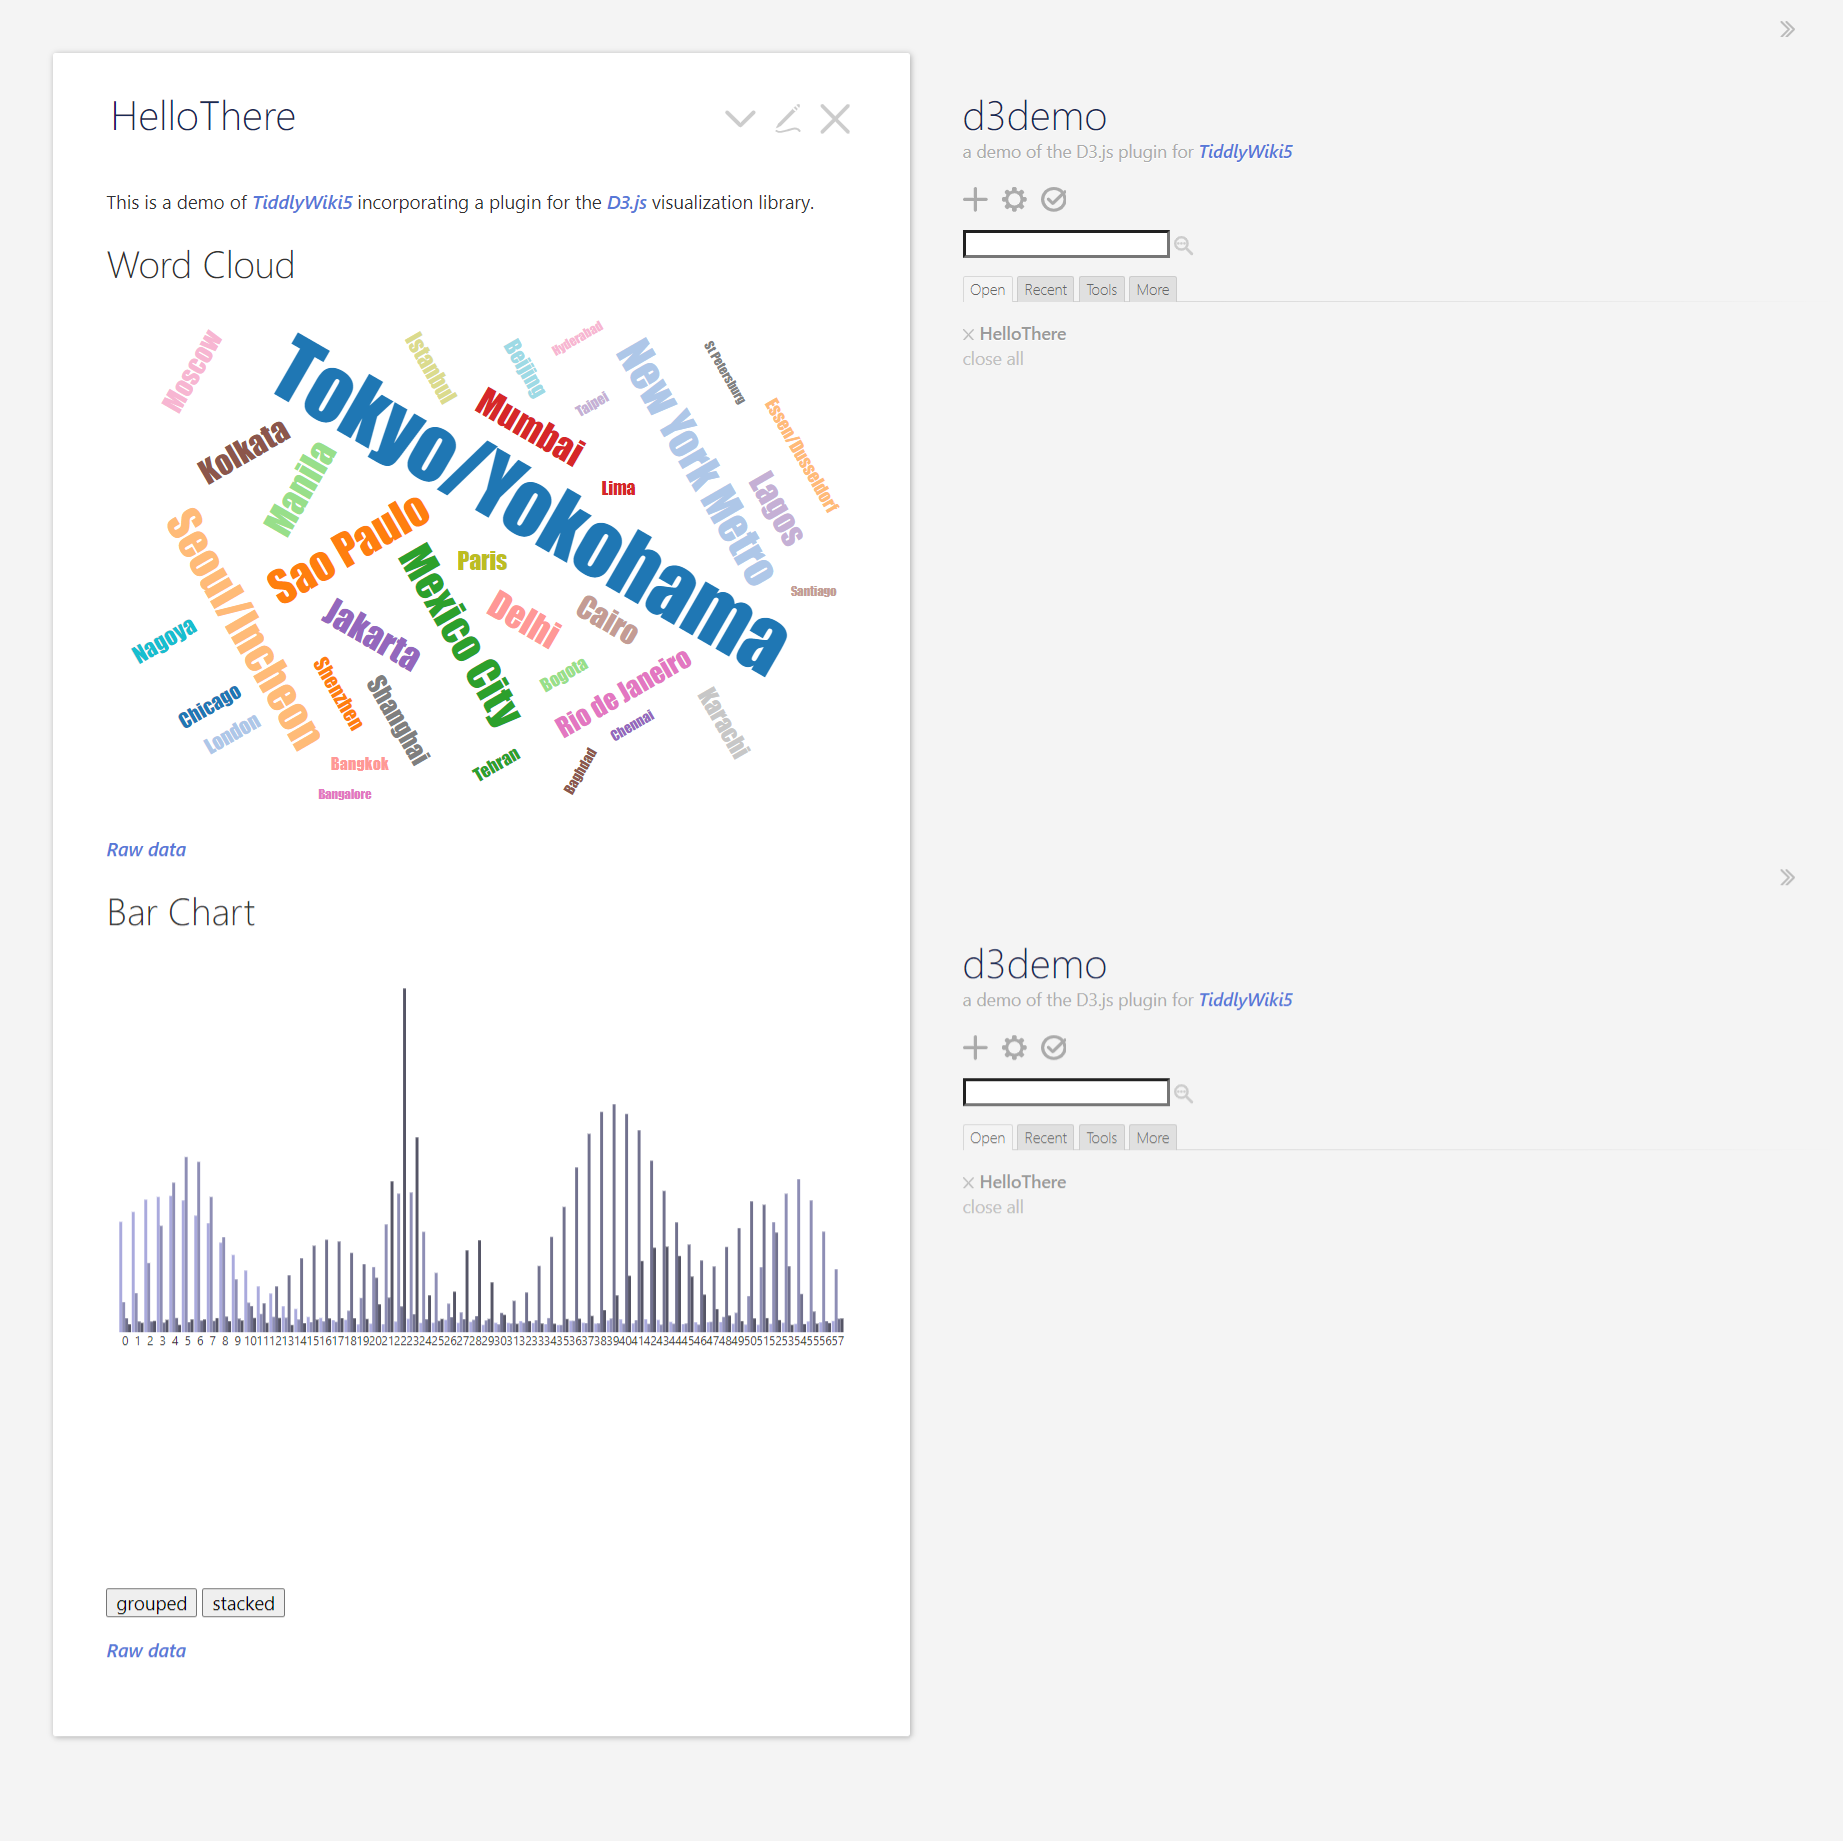 HelloThere
This is a demo of TiddlyWiki5 incorporating a plugin for the D3.js visualization library.
Word Cloud
Moscow
Tokyo/Yokohama
Istanbul
Beijing
Hyderabad
New York Metro
St Petersburg
Taipei
Mumbai
Essen/Dusseldorf
Kolkata
Manila
Lima
Lagos
Sao Paulo
Seoul/Incheon
Mexico City
Paris
Santiago
Delhi
Cairo
Jakarta
Nagoya
Shenzhen
Shanghai
Bogota
Rio de Janeiro
Karachi
Chicago
London
Chennai
Bangkok
Tehran
Baghdad
Bangalore
Raw data
Bar Chart
0 1 2 3 4 5 6 7 8 9 10 11 12 13 14 15 16 17 18 19 20 21 22 23 24 25 26 27 28 29 30 31 32 33 34 35 36 37 38 39 40 41 42 43 44 45 46 47 48 49 50 51 52 53 54 55 56 57
grouped stacked
Raw data
d3demo
a demo of the D3.js plugin for TiddlyWiki5
Open Recent Tools More
HelloThere
close all
d3demo
a demo of the D3.js plugin for TiddlyWiki5
Open Recent Tools More
HelloThere
close all